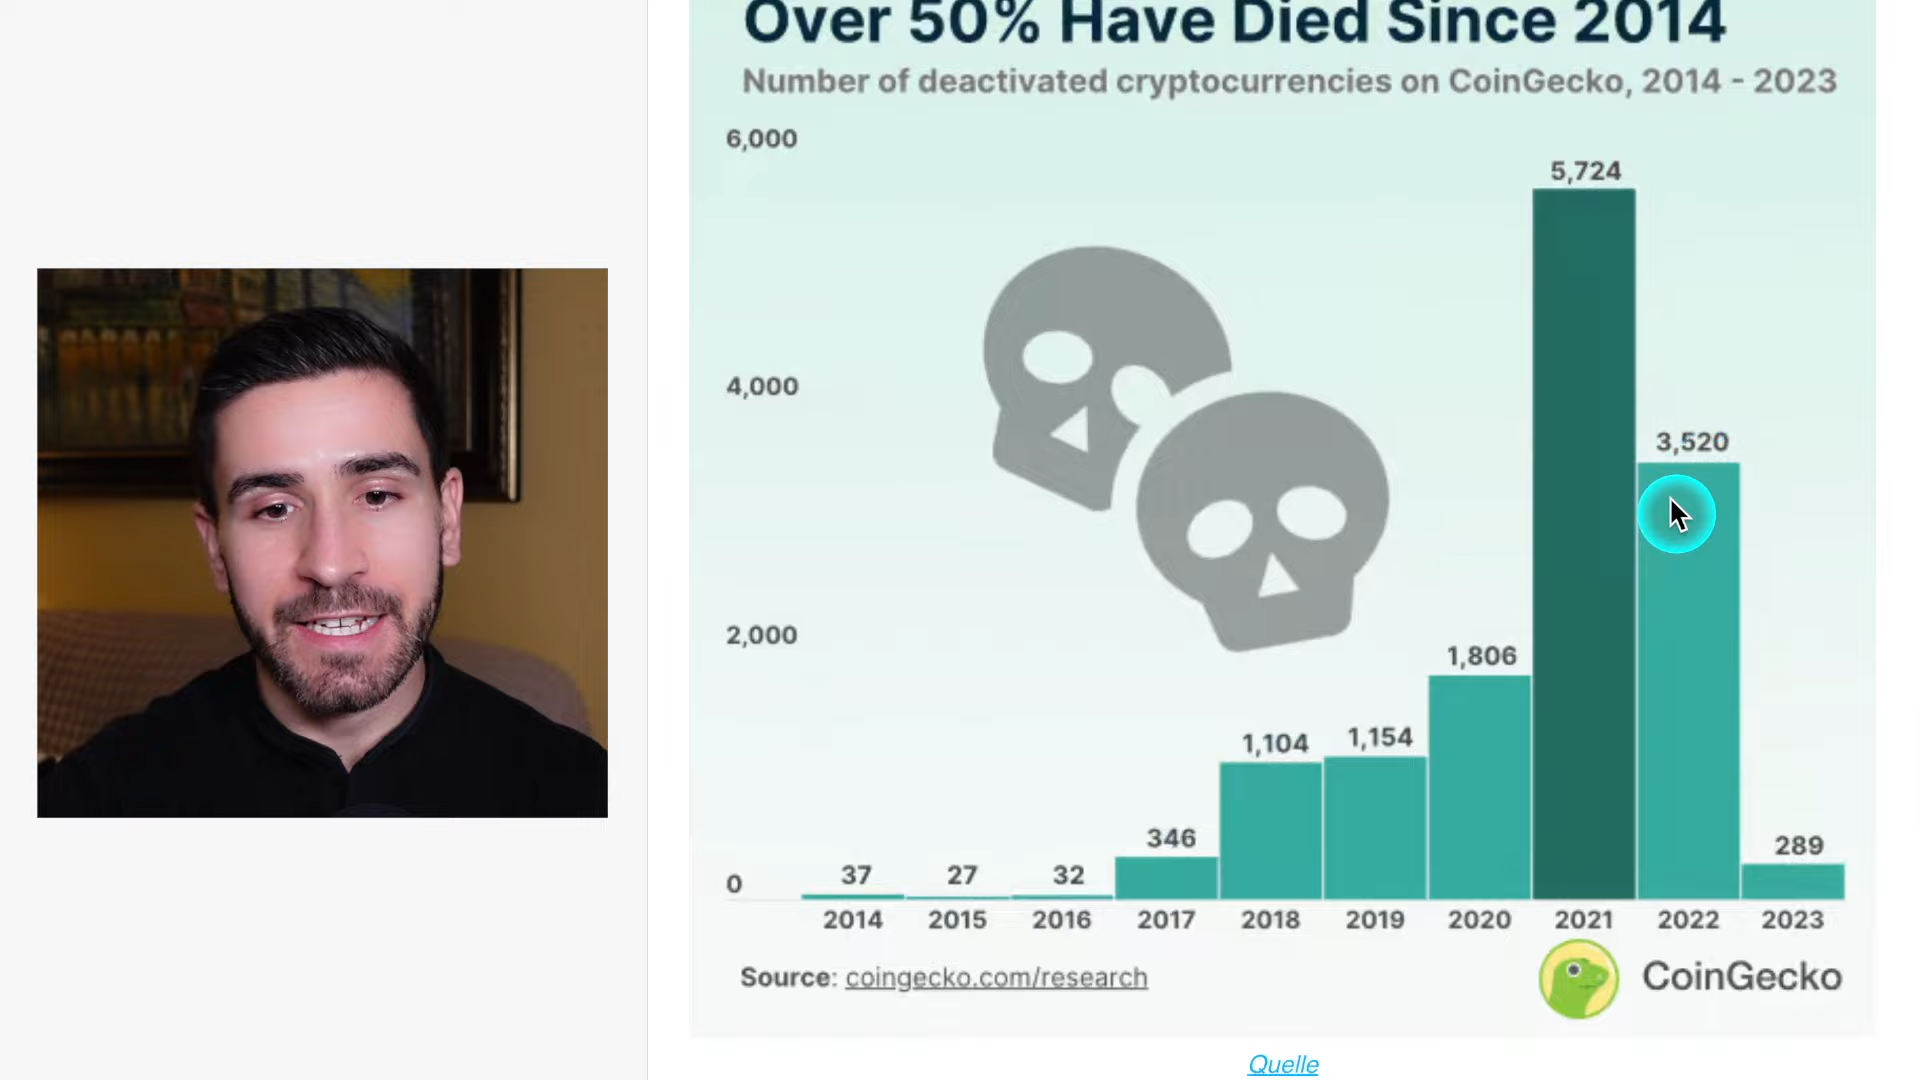 Over 50% Have Died Since 2014
Number of deactivated cryptocurrencies on CoinGecko, 2014 - 2023
6,000
5,724
4,000
3,520
2,000
1,806
1,104
1,154
346
289
37
27
32
0
2014 2015 2016 2017 2018 2019 2020 2021 2022 2023
Source: coingecko.com/research
CoinGecko
Quelle